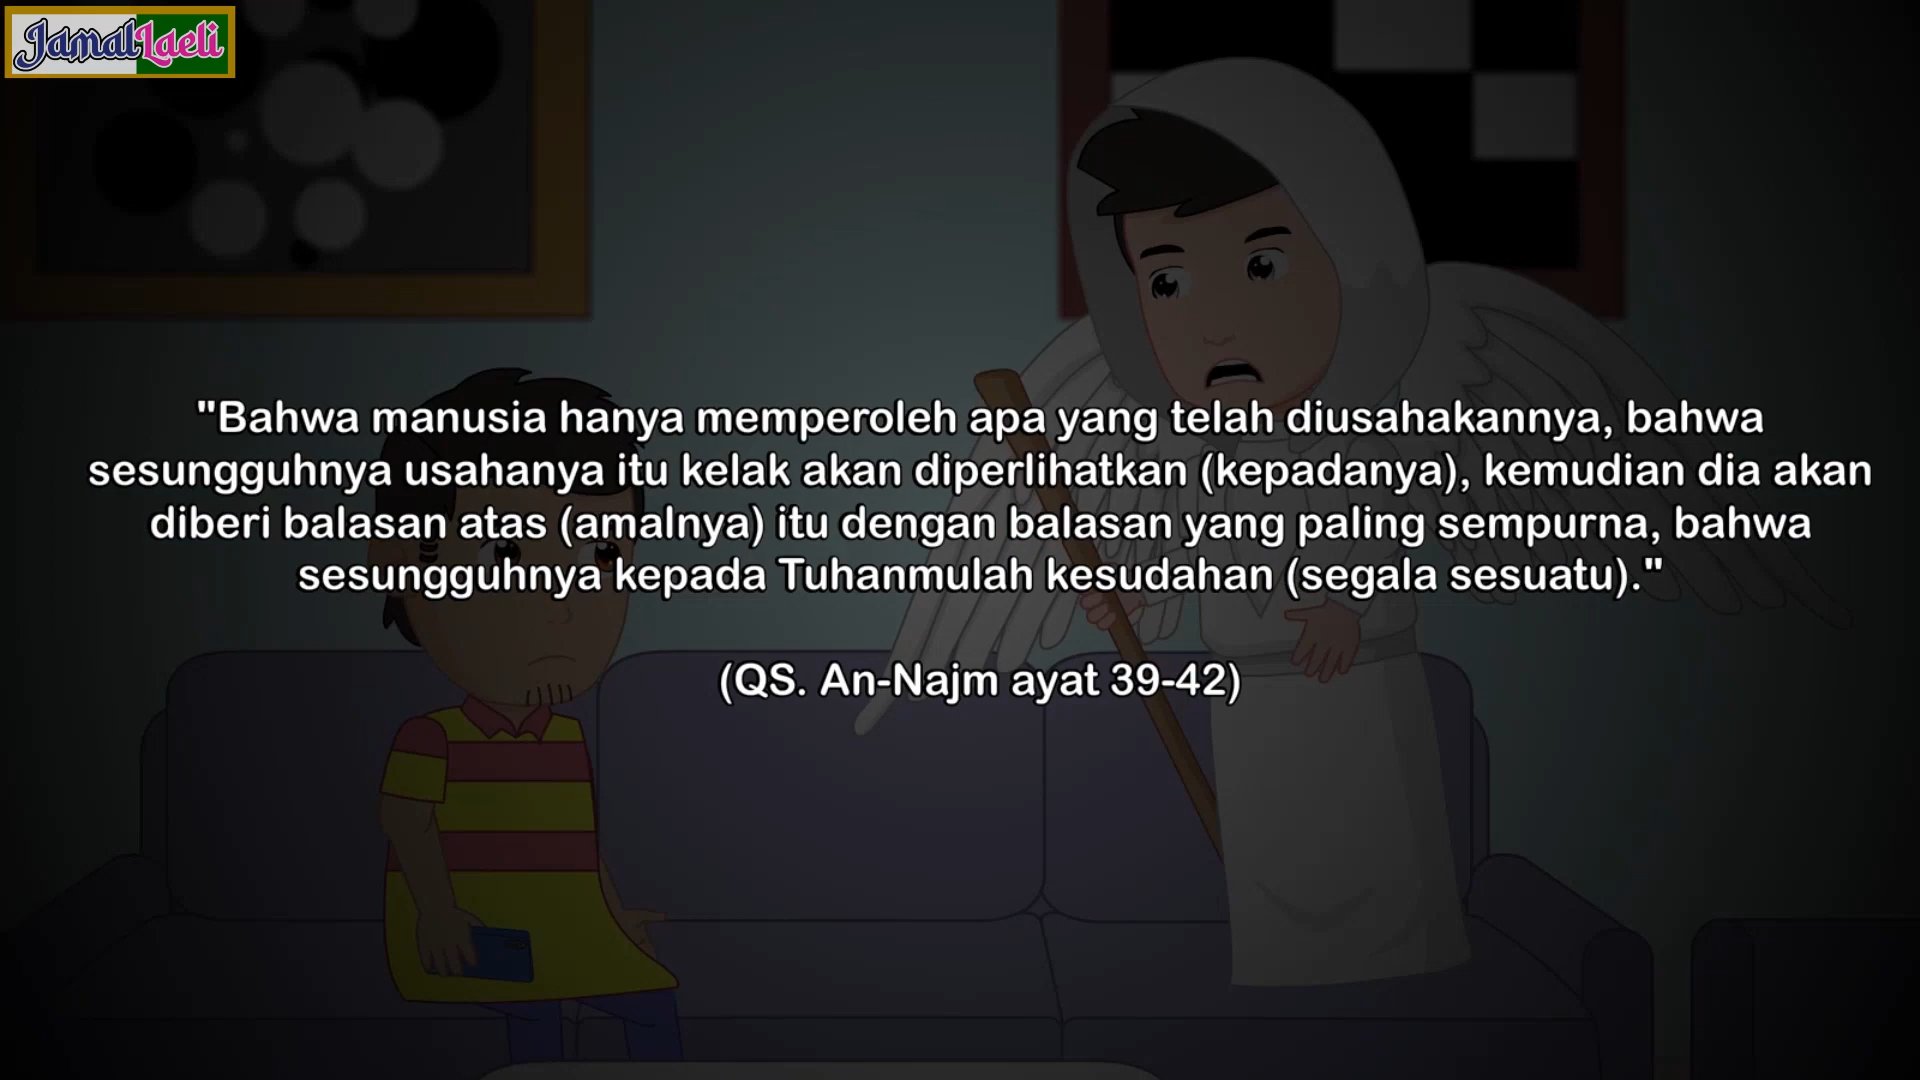 JamalLaeli
"Bahwa manusia hanya memperoleh apa yang telah diusahakannya, bahwa
sesungguhnya usahanya itu kelak akan diperlihatkan (kepadanya), kemudian dia akan
diberi balasan atas (amalnya) itu dengan balasan yang paling sempurna, bahwa
sesungguhnya kepada Tuhanmulah kesudahan (segala sesuatu)."
(QS. An-Najm ayat 39-42)